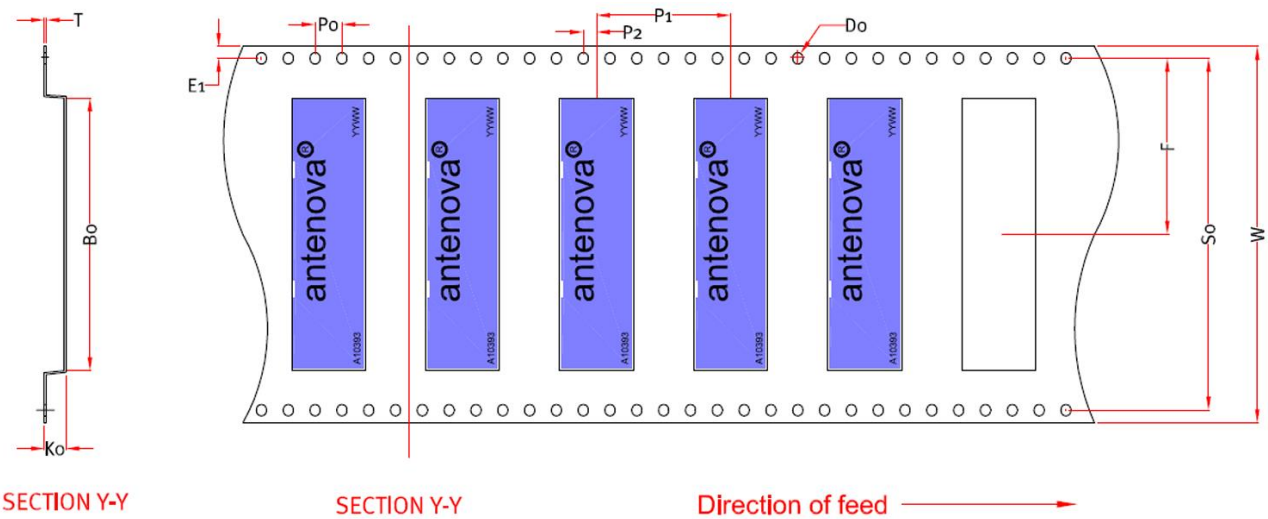 T
Po
P1
P2
Do
E1
YYWW
YYWW
YYWW
YYWW
YYWW
antenova®
antenova®
antenova®
antenova®
antenova®
F
Bo
So
W
A10393
A10393
A10393
A10393
A10393
Ko
SECTION Y-Y
SECTION Y-Y
Direction of feed